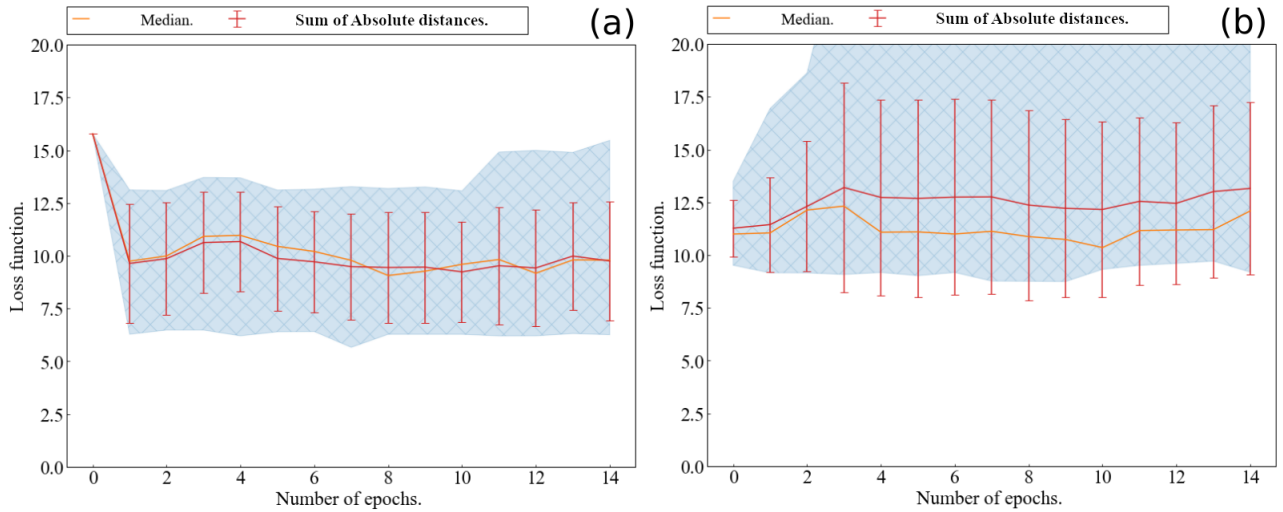 Median.
Sum of Absolute distances.
(a)
20.0
17.5
15.0
12.5
10.0
7.5
5.0
2.5
0.0
Loss function.
0 2 4 6 8 10 12 14
Number of epochs.
Median.
Sum of Absolute distances.
(b)
20.0
17.5
15.0
12.5
10.0
7.5
5.0
2.5
0.0
Loss function.
0 2 4 6 8 10 12 14
Number of epochs.